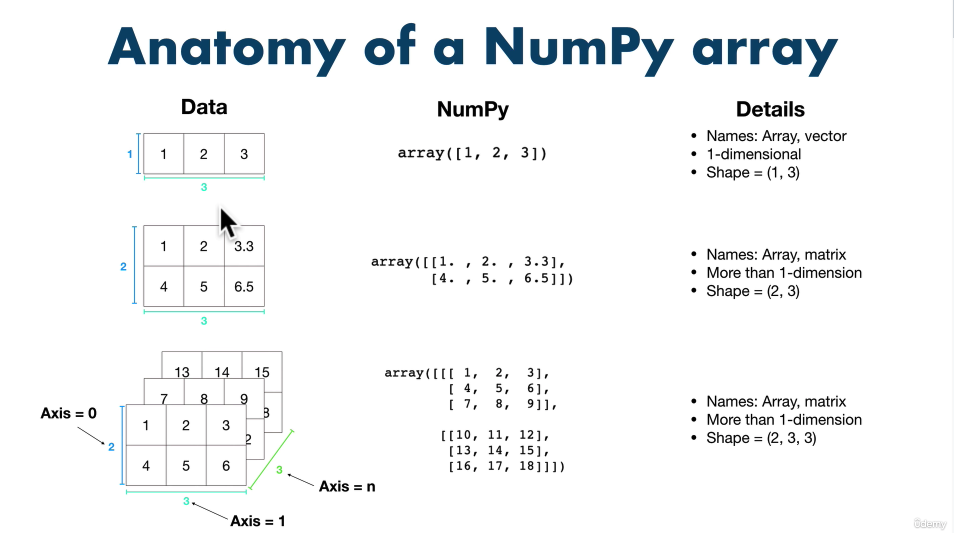 Anatomy of a NumPy array
Data
NumPy
Details
1
1 2 3
3
array([1, 2, 3])
• Names: Array, vector
• 1-dimensional
• Shape = (1, 3)
2
1 2 3.3
4 5 6.5
3
array([[1. , 2. , 3.3],
[4. , 5. , 6.5]])
• Names: Array, matrix
• More than 1-dimension
• Shape = (2, 3)
13 14 15
7 8 9
8
1 2 3
2
4 5 6
Axis = 0
2
3
3
Axis = n
Axis = 1
array([[[ 1, 2, 3],
[ 4, 5, 6],
[ 7, 8, 9]],
[[10, 11, 12],
[13, 14, 15],
[16, 17, 18]]])
• Names: Array, matrix
• More than 1-dimension
• Shape = (2, 3, 3)
ûdemy